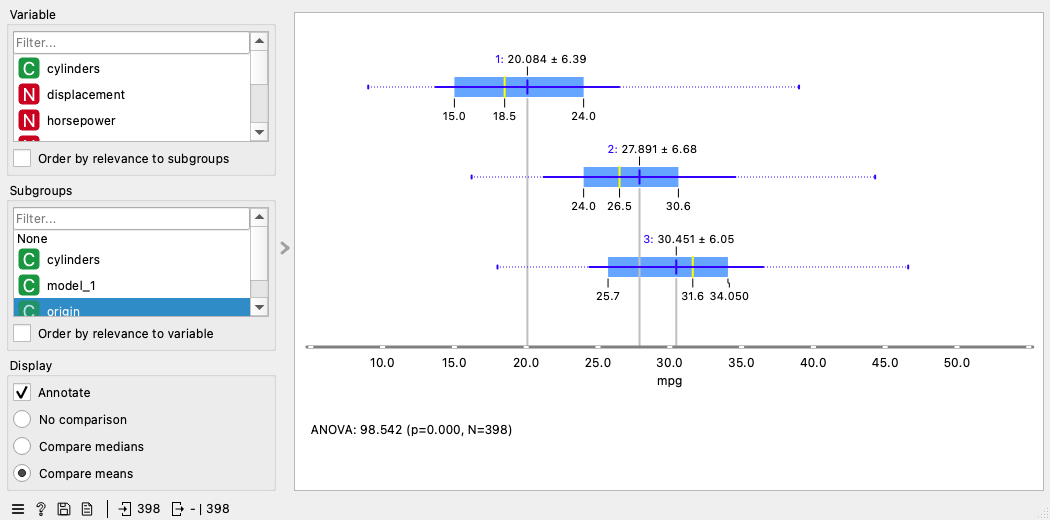 Variable
Filter...
C cylinders
N displacement
N horsepower
Order by relevance to subgroups
Subgroups
Filter...
None
C cylinders
C model_1
C origin
Order by relevance to variable
Display
Annotate
No comparison
Compare medians
Compare means
? 398 - | 398
1: 20.084 ± 6.39
15.0 18.5 24.0
2: 27.891 ± 6.68
24.0 26.5 30.6
3: 30.451 ± 6.05
25.7 31.6 34.050
10.0 15.0 20.0 25.0 30.0 35.0 40.0 45.0 50.0
mpg
ANOVA: 98.542 (p=0.000, N=398)